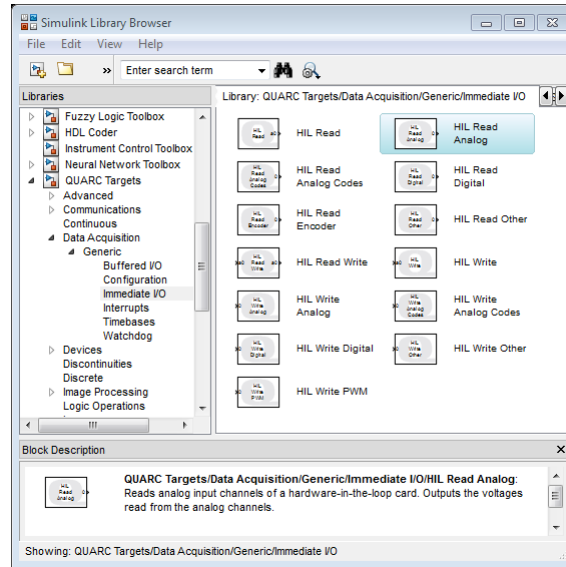 Simulink Library Browser
File Edit View Help
» Enter search term
Libraries
Library: QUARC Targets/Data Acquisition/Generic/Immediate I/O
Fuzzy Logic Toolbox
HDL Coder
Instrument Control Toolbox
Neural Network Toolbox
QUARC Targets
Advanced
Communications
Continuous
Data Acquisition
Generic
Buffered I/O
Configuration
Immediate I/O
Interrupts
Timebases
Watchdog
Devices
Discontinuities
Discrete
Image Processing
Logic Operations
HIL Read
HIL Read
Analog
HIL Read
Analog Codes
HIL Read
Digital
HIL Read
Encoder
HIL Read Other
HIL Read Write
HIL Write
HIL Write
Analog
HIL Write
Analog Codes
HIL Write Digital
HIL Write Other
HIL Write PWM
Block Description
QUARC Targets/Data Acquisition/Generic/Immediate I/O/HIL Read Analog:
Reads analog input channels of a hardware-in-the-loop card. Outputs the voltages
read from the analog channels.
Showing: QUARC Targets/Data Acquisition/Generic/Immediate I/O